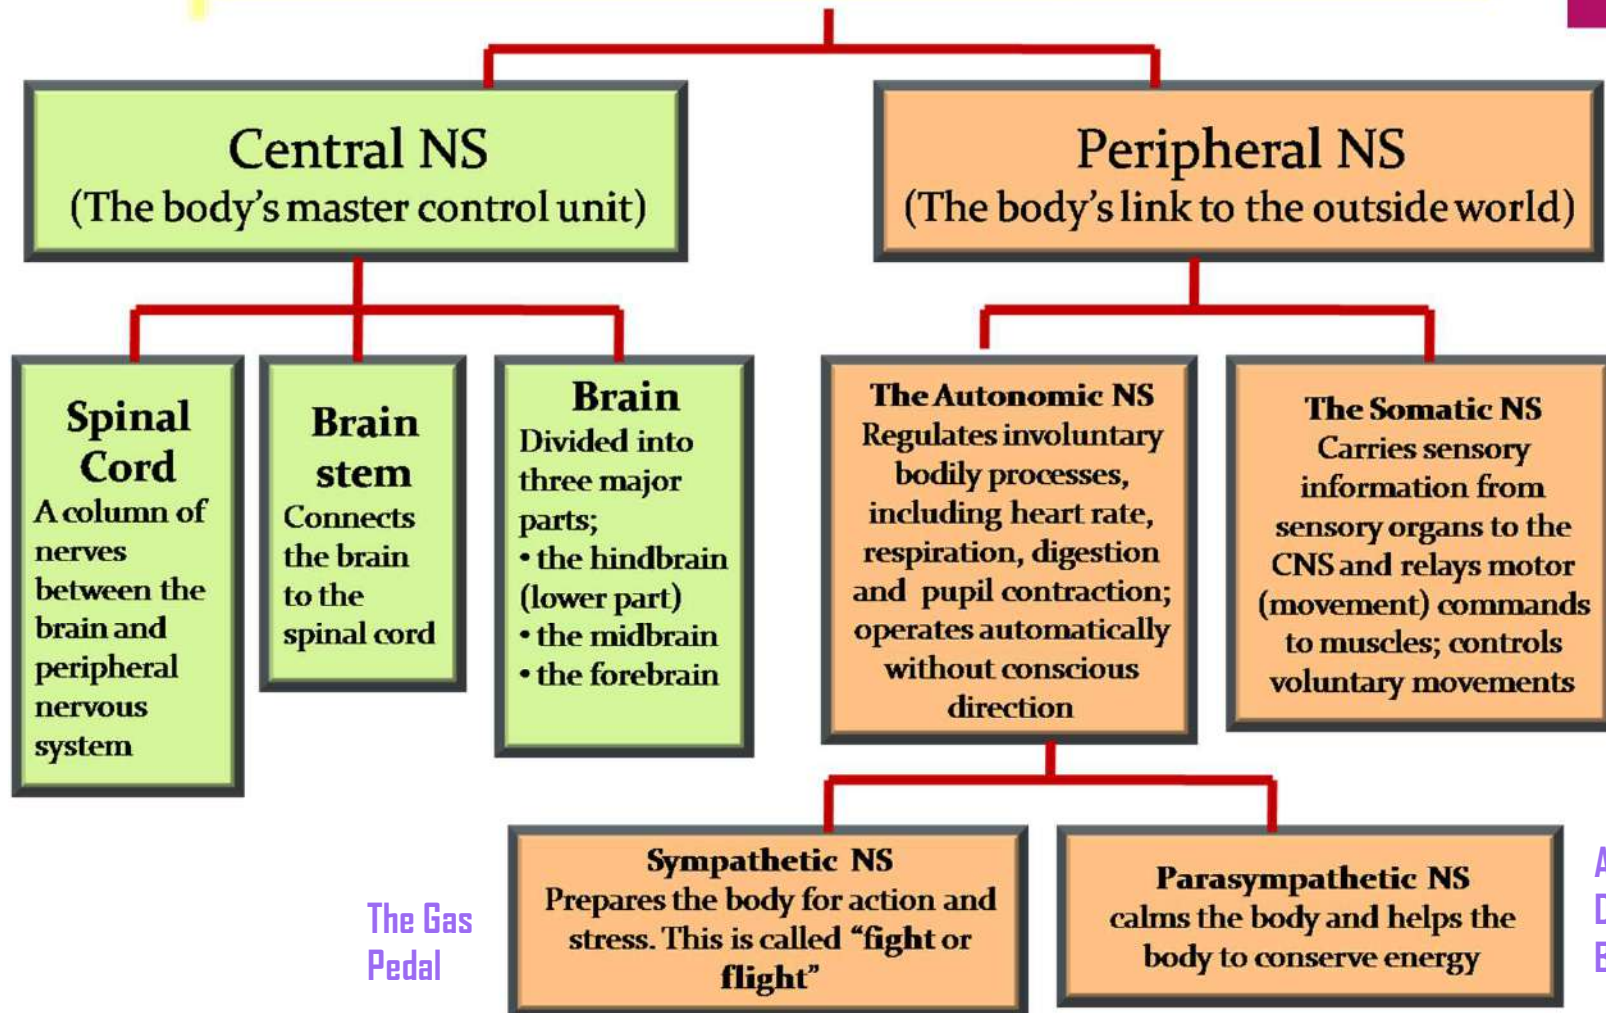 Central NS
(The body's master control unit)
Peripheral NS
(The body's link to the outside world)
Spinal
Cord
A column of
nerves
between the
brain and
peripheral
nervous
system
Brain
stem
Connects
the brain
to the
spinal cord
Brain
Divided into
three major
parts;
• the hindbrain
(lower part)
• the midbrain
• the forebrain
The Autonomic NS
Regulates involuntary
bodily processes,
including heart rate,
respiration, digestion
and pupil contraction;
operates automatically
without conscious
direction
The Somatic NS
Carries sensory
information from
sensory organs to the
CNS and relays motor
(movement) commands
to muscles; controls
voluntary movements
The Gas
Pedal
Sympathetic NS
Prepares the body for action and
stress. This is called "fight or
flight"
Parasympathetic NS
calms the body and helps the
body to conserve energy